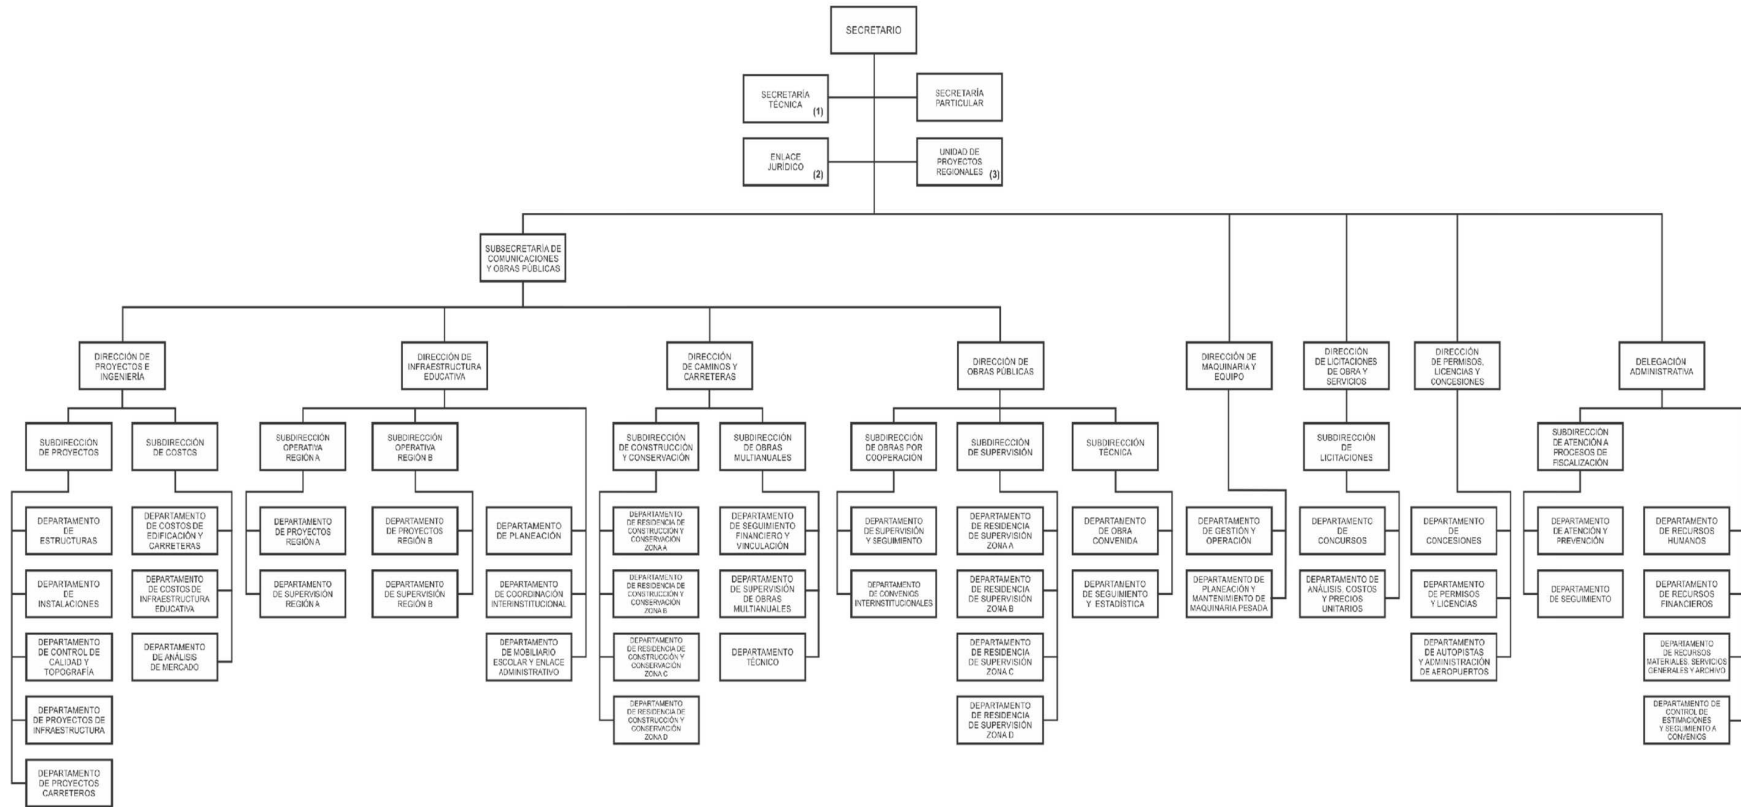 SECRETARIO
SECRETARÍA
TÉCNICA
(1)
SECRETARÍA
PARTICULAR
ENLACE
JURÍDICO
(2)
UNIDAD DE
PROYECTOS
REGIONALES
(3)
SUBSECRETARÍA DE
COMUNICACIONES
Y OBRAS PÚBLICAS
DIRECCIÓN DE
PROYECTOS E
INGENIERÍA
DIRECCIÓN DE
INFRAESTRUCTURA
EDUCATIVA
DIRECCIÓN
DE CAMINOS Y
CARRETERAS
DIRECCIÓN DE
OBRAS PÚBLICAS
DIRECCIÓN DE
MAQUINARIA Y
EQUIPO
DIRECCIÓN
DE LICITACIONES
DE OBRA Y
SERVICIOS
DIRECCIÓN
DE PERMISOS,
LICENCIAS Y
CONCESIONES
DELEGACIÓN
ADMINISTRATIVA
SUBDIRECCIÓN
DE PROYECTOS
SUBDIRECCIÓN
DE COSTOS
SUBDIRECCIÓN
OPERATIVA
REGIÓN A
SUBDIRECCIÓN
OPERATIVA
REGIÓN B
SUBDIRECCIÓN
DE CONSTRUCCIÓN
Y CONSERVACIÓN
SUBDIRECCIÓN
DE OBRAS
MULTIANUALES
SUBDIRECCIÓN
DE OBRAS POR
COOPERACIÓN
SUBDIRECCIÓN
DE SUPERVISIÓN
SUBDIRECCIÓN
TÉCNICA
SUBDIRECCIÓN
DE
LICITACIONES
SUBDIRECCIÓN
DE ATENCIÓN A
PROCESOS DE
FISCALIZACIÓN
DEPARTAMENTO
DE
ESTRUCTURAS
DEPARTAMENTO
DE COSTOS DE
EDIFICACIÓN Y
CARRETERAS
DEPARTAMENTO
DE PROYECTOS
REGIÓN A
DEPARTAMENTO
DE PROYECTOS
REGIÓN B
DEPARTAMENTO
DE PLANEACIÓN
DEPARTAMENTO
DE RESIDENCIA DE
CONSTRUCCIÓN Y
CONSERVACIÓN
ZONA A
DEPARTAMENTO
DE SEGUIMIENTO
FINANCIERO Y
VINCULACIÓN
DEPARTAMENTO
DE SUPERVISIÓN
Y SEGUIMIENTO
DEPARTAMENTO
DE RESIDENCIA
DE SUPERVISIÓN
ZONA A
DEPARTAMENTO
DE OBRA
CONVENIDA
DEPARTAMENTO
DE GESTIÓN Y
OPERACIÓN
DEPARTAMENTO
DE
CONCURSOS
DEPARTAMENTO
DE
CONCESIONES
DEPARTAMENTO
DE ATENCIÓN Y
PREVENCIÓN
DEPARTAMENTO
DE RECURSOS
HUMANOS
DEPARTAMENTO
DE
INSTALACIONES
DEPARTAMENTO
DE COSTOS DE
INFRAESTRUCTURA
EDUCATIVA
DEPARTAMENTO
DE SUPERVISIÓN
REGIÓN A
DEPARTAMENTO
DE SUPERVISIÓN
REGIÓN B
DEPARTAMENTO
DE COORDINACIÓN
INTERINSTITUCIONAL
DEPARTAMENTO
DE RESIDENCIA DE
CONSTRUCCIÓN Y
CONSERVACIÓN
ZONA B
DEPARTAMENTO
DE SUPERVISIÓN
DE OBRAS
MULTIANUALES
DEPARTAMENTO
DE CONVENIOS
INTERINSTITUCIONALES
DEPARTAMENTO
DE RESIDENCIA
DE SUPERVISIÓN
ZONA B
DEPARTAMENTO
DE SEGUIMIENTO
Y ESTADÍSTICA
DEPARTAMENTO DE
PLANEACIÓN Y
MANTENIMIENTO DE
MAQUINARIA PESADA
DEPARTAMENTO DE
ANÁLISIS, COSTOS
Y PRECIOS
UNITARIOS
DEPARTAMENTO
DE PERMISOS
Y LICENCIAS
DEPARTAMENTO
DE SEGUIMIENTO
DEPARTAMENTO
DE RECURSOS
FINANCIEROS
DEPARTAMENTO
DE CONTROL DE
CALIDAD Y
TOPOGRAFÍA
DEPARTAMENTO
DE ANÁLISIS
DE MERCADO
DEPARTAMENTO
DE MOBILIARIO
ESCOLAR Y ENLACE
ADMINISTRATIVO
DEPARTAMENTO
DE RESIDENCIA DE
CONSTRUCCIÓN Y
CONSERVACIÓN
ZONA C
DEPARTAMENTO
TÉCNICO
DEPARTAMENTO
DE RESIDENCIA
DE SUPERVISIÓN
ZONA C
DEPARTAMENTO
DE AUTOPISTAS
Y ADMINISTRACIÓN
DE AEROPUERTOS
DEPARTAMENTO
DE RECURSOS
MATERIALES, SERVICIOS
GENERALES Y ARCHIVO
DEPARTAMENTO
DE PROYECTOS DE
INFRAESTRUCTURA
DEPARTAMENTO
DE RESIDENCIA DE
CONSTRUCCIÓN Y
CONSERVACIÓN
ZONA D
DEPARTAMENTO
DE RESIDENCIA
DE SUPERVISIÓN
ZONA D
DEPARTAMENTO DE
CONTROL DE
ESTIMACIONES
Y SEGUIMIENTO A
CONVENIOS
DEPARTAMENTO
DE PROYECTOS
CARRETEROS